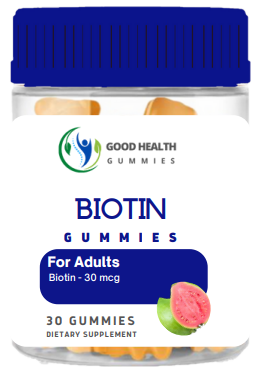 GOOD HEALTH
GUMMIES
BIOTIN
GUMMIES
For Adults
Biotin - 30 mcg
30 GUMMIES
DIETARY SUPPLEMENT